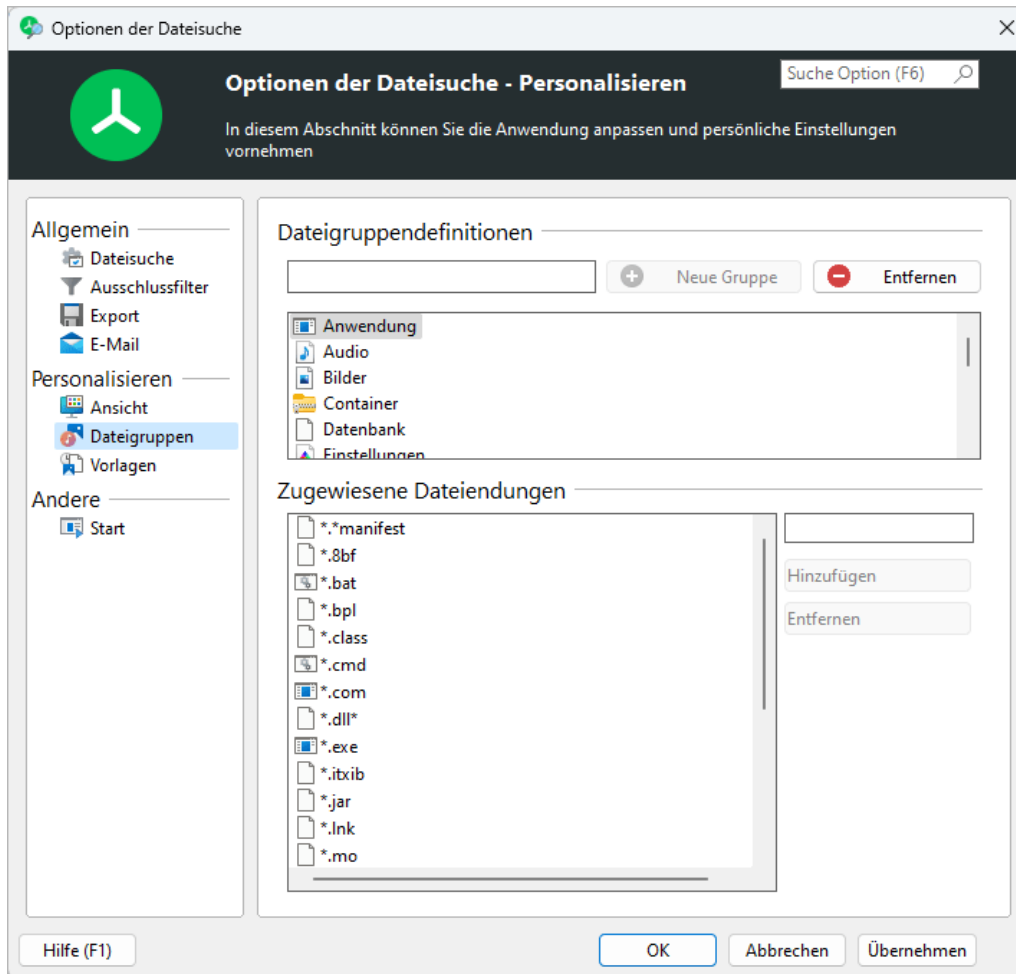 Optionen der Dateisuche
Optionen der Dateisuche - Personalisieren
Suche Option (F6)
In diesem Abschnitt können Sie die Anwendung anpassen und persönliche Einstellungen
vornehmen
Allgemein
Dateisuche
Ausschlussfilter
Export
E-Mail
Personalisieren
Ansicht
Dateigruppen
Vorlagen
Andere
Start
Dateigruppendefinitionen
Neue Gruppe
Entfernen
Anwendung
Audio
Bilder
Container
Datenbank
Einstellungen
Zugewiesene Dateiendungen
*.*manifest
*.8bf
*.bat
*.bpl
*.class
*.cmd
*.com
*.dll*
*.exe
*.itxib
*.jar
*.lnk
*.mo
Hinzufügen
Entfernen
Hilfe (F1)
OK
Abbrechen
Übernehmen